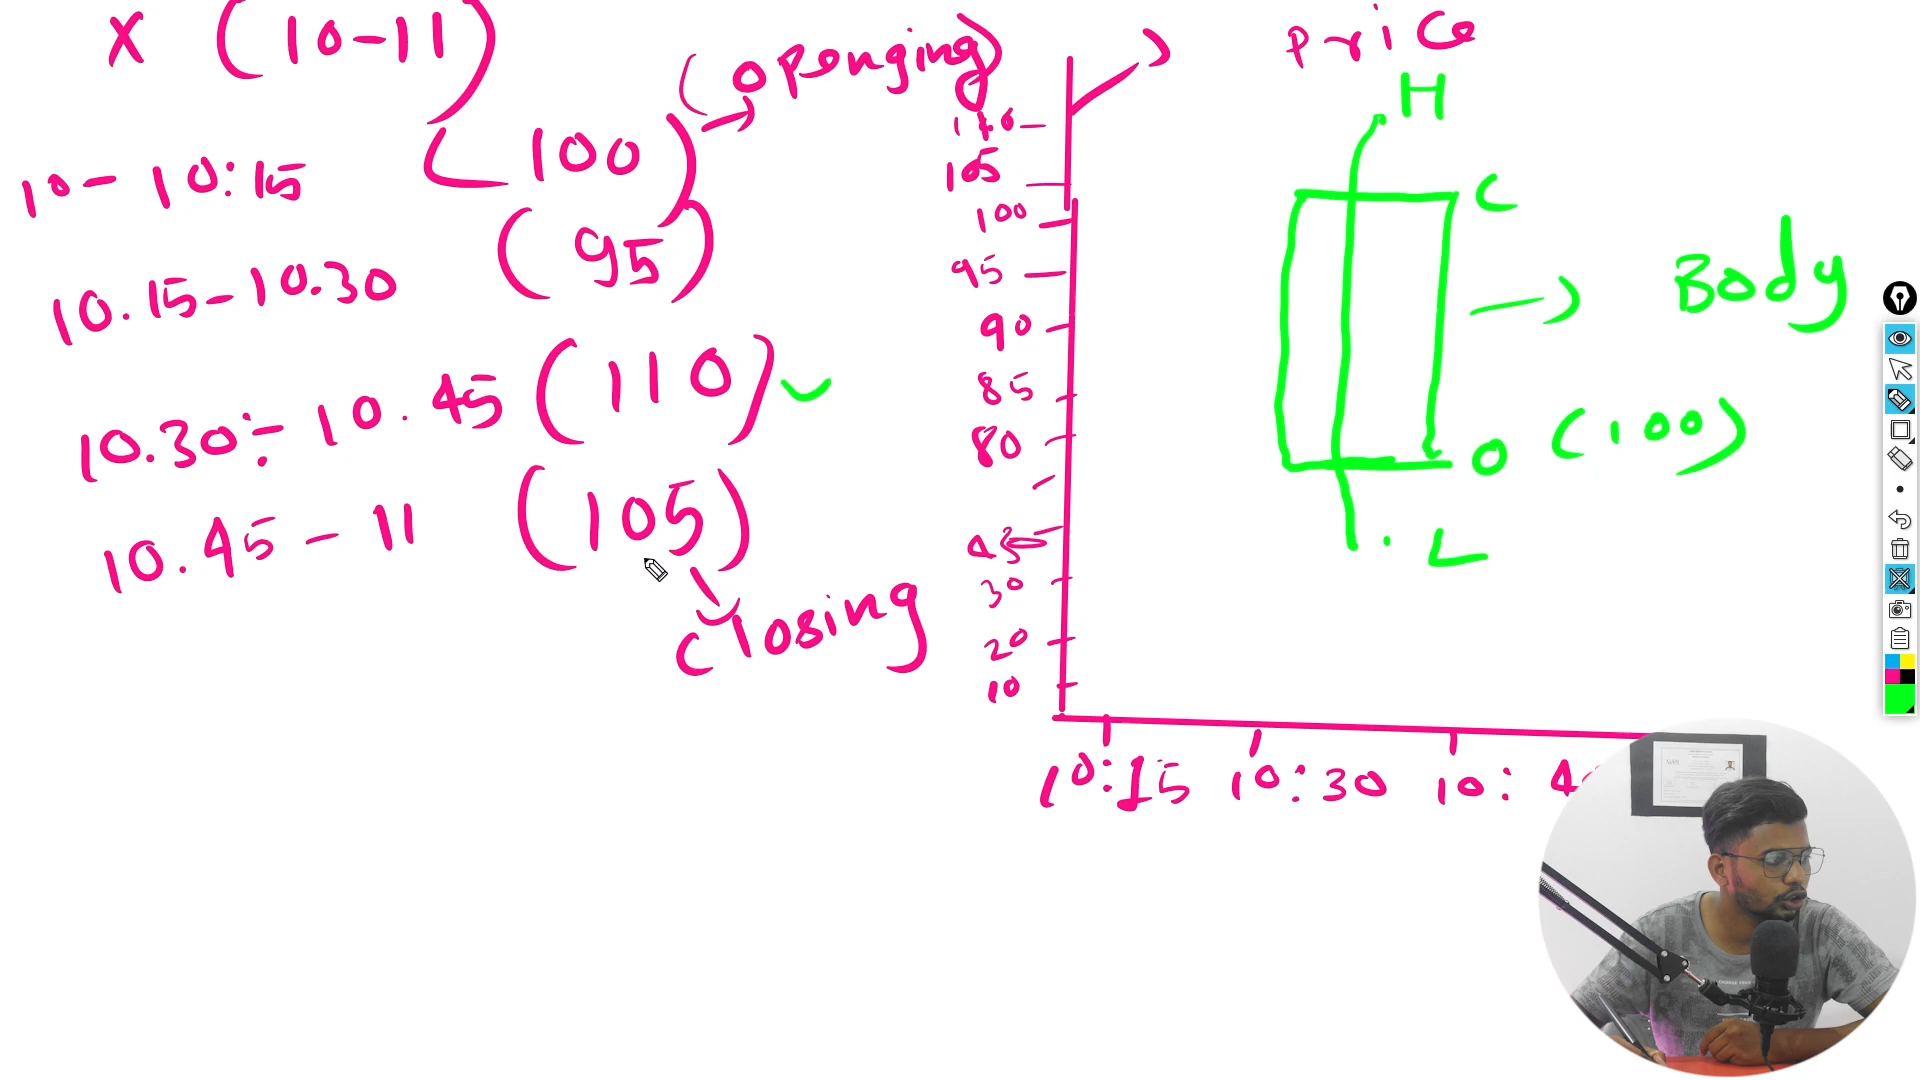 X (10-11)
(openging)
10- 10:15 (100)
10.15-10.30 (95)
10.30- 10.45 (110)
10.45 - 11 (105)
closing
Price
105
100
95
90
85
80
30
20
10
10:15 10:30 10:
H
C
Body
O (100)
L